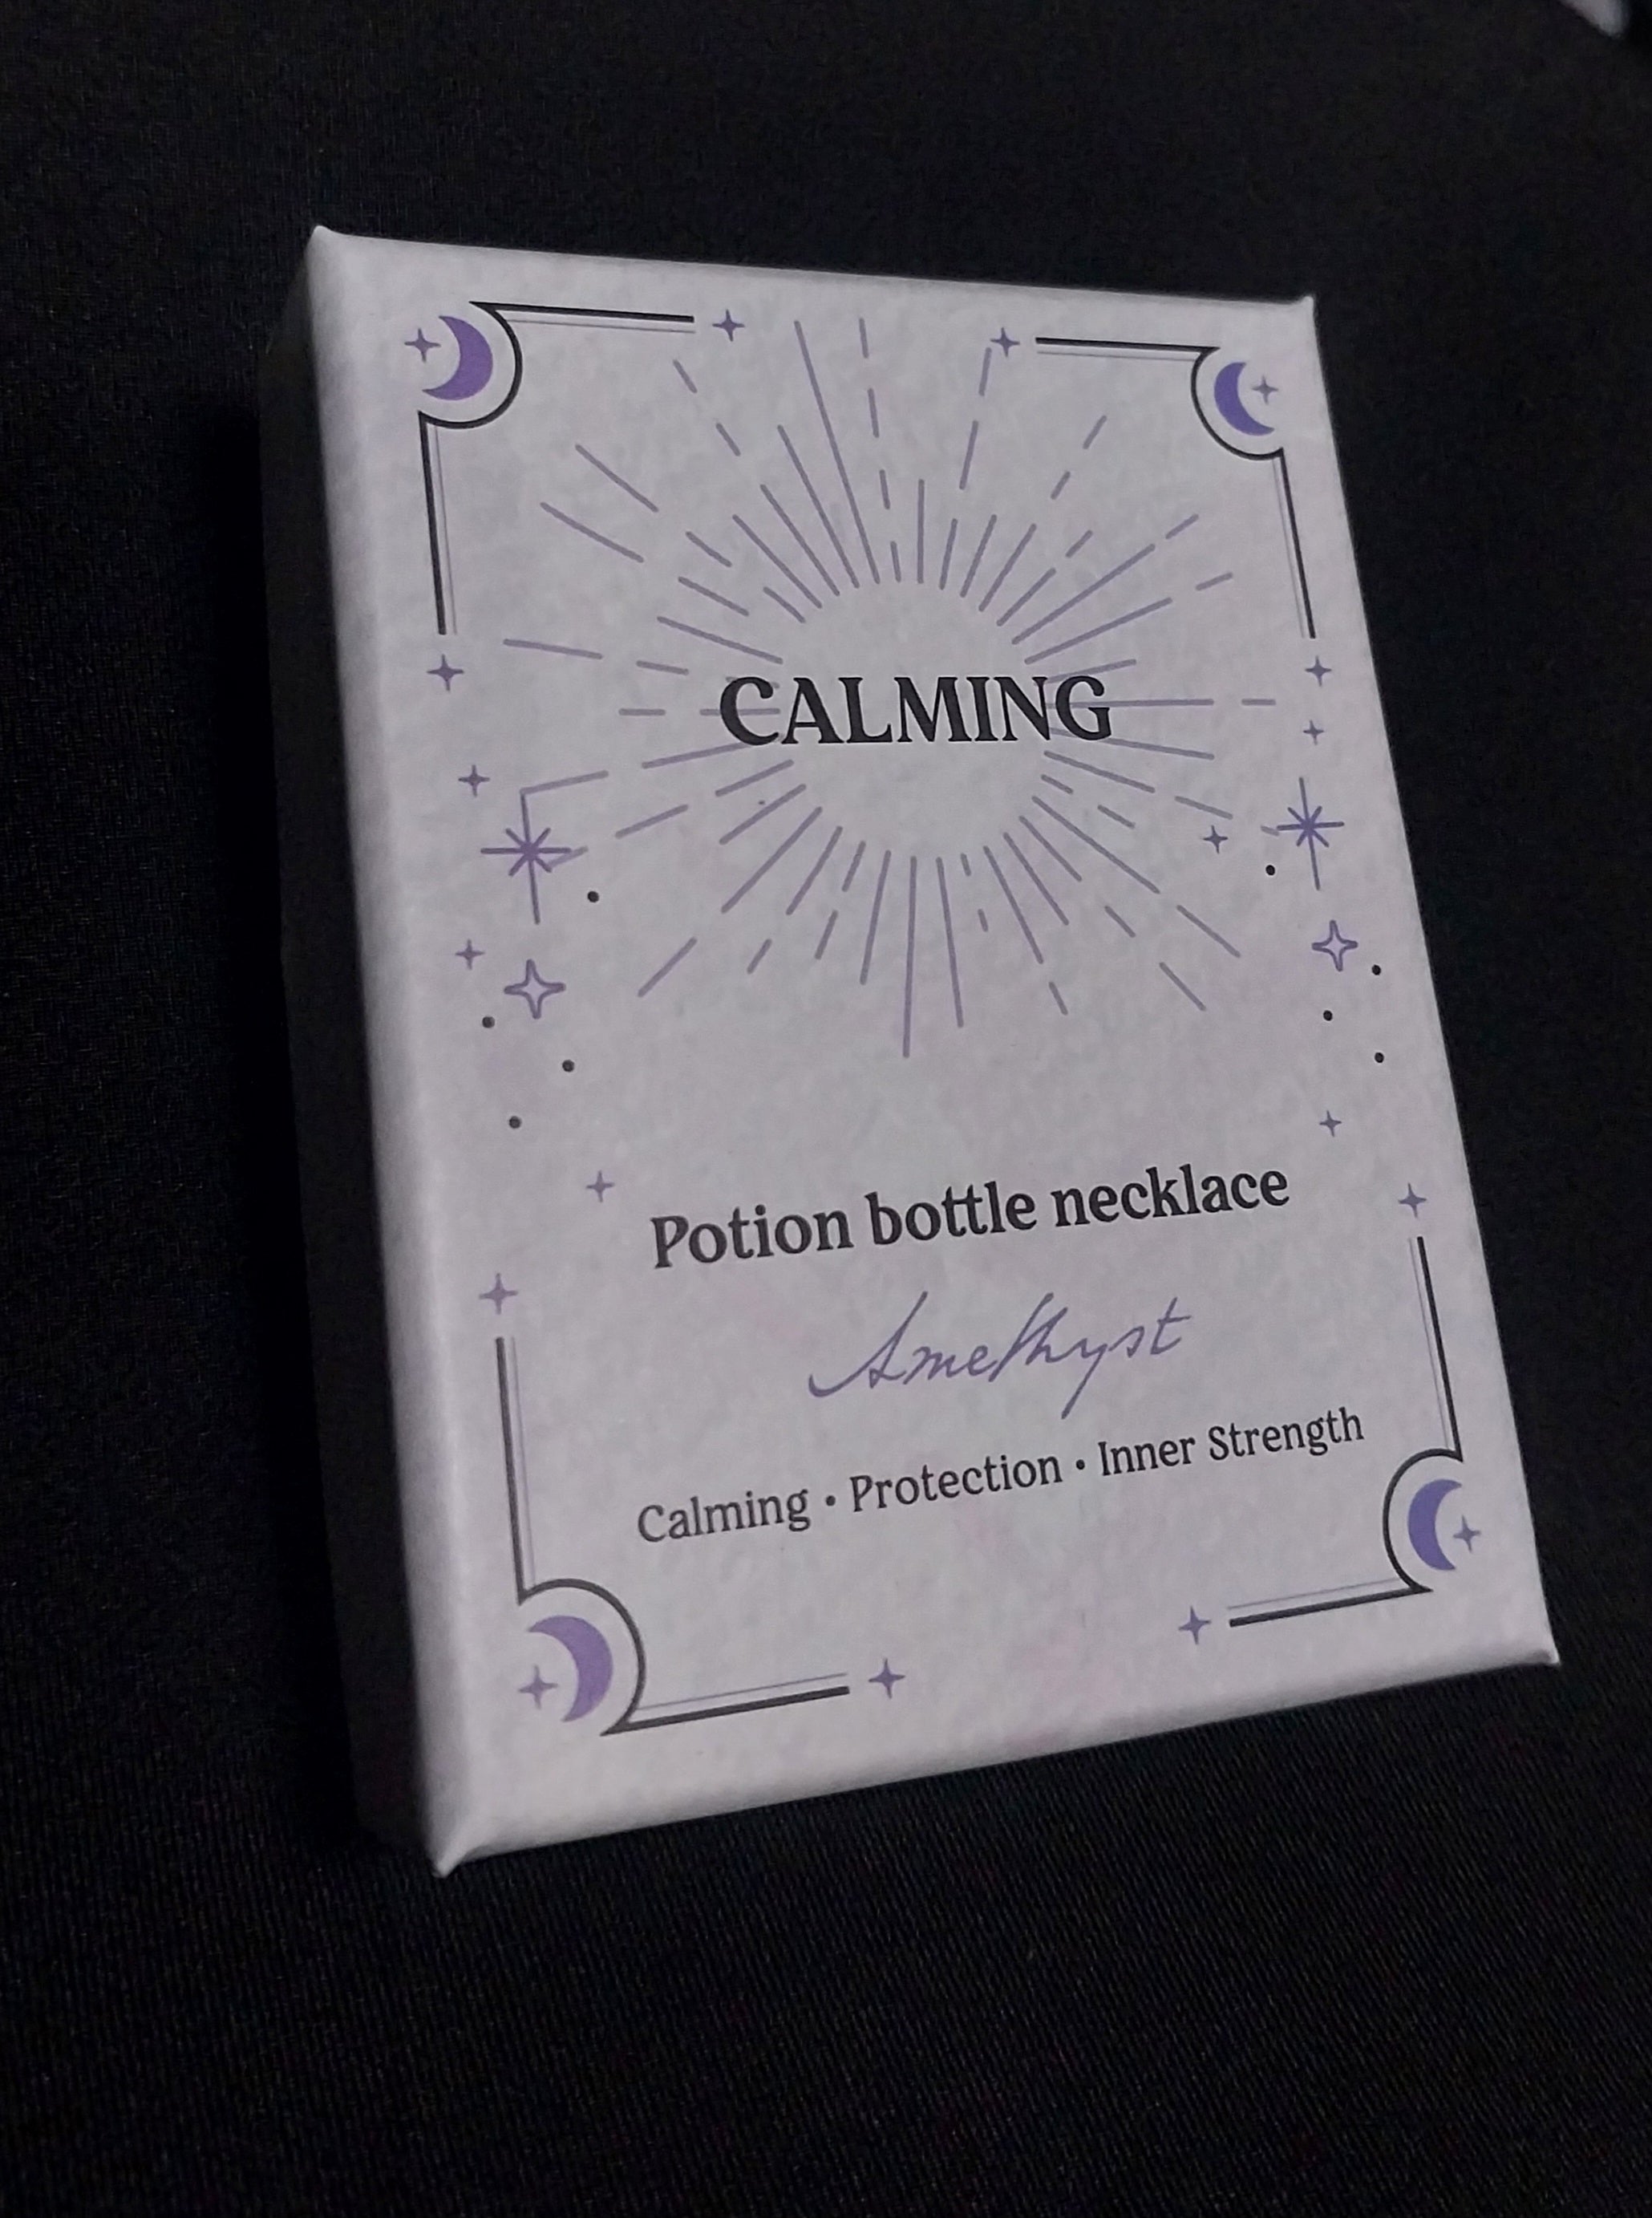 CALMING
Potion bottle necklace
Amethyst
Calming • Protection • Inner Strength